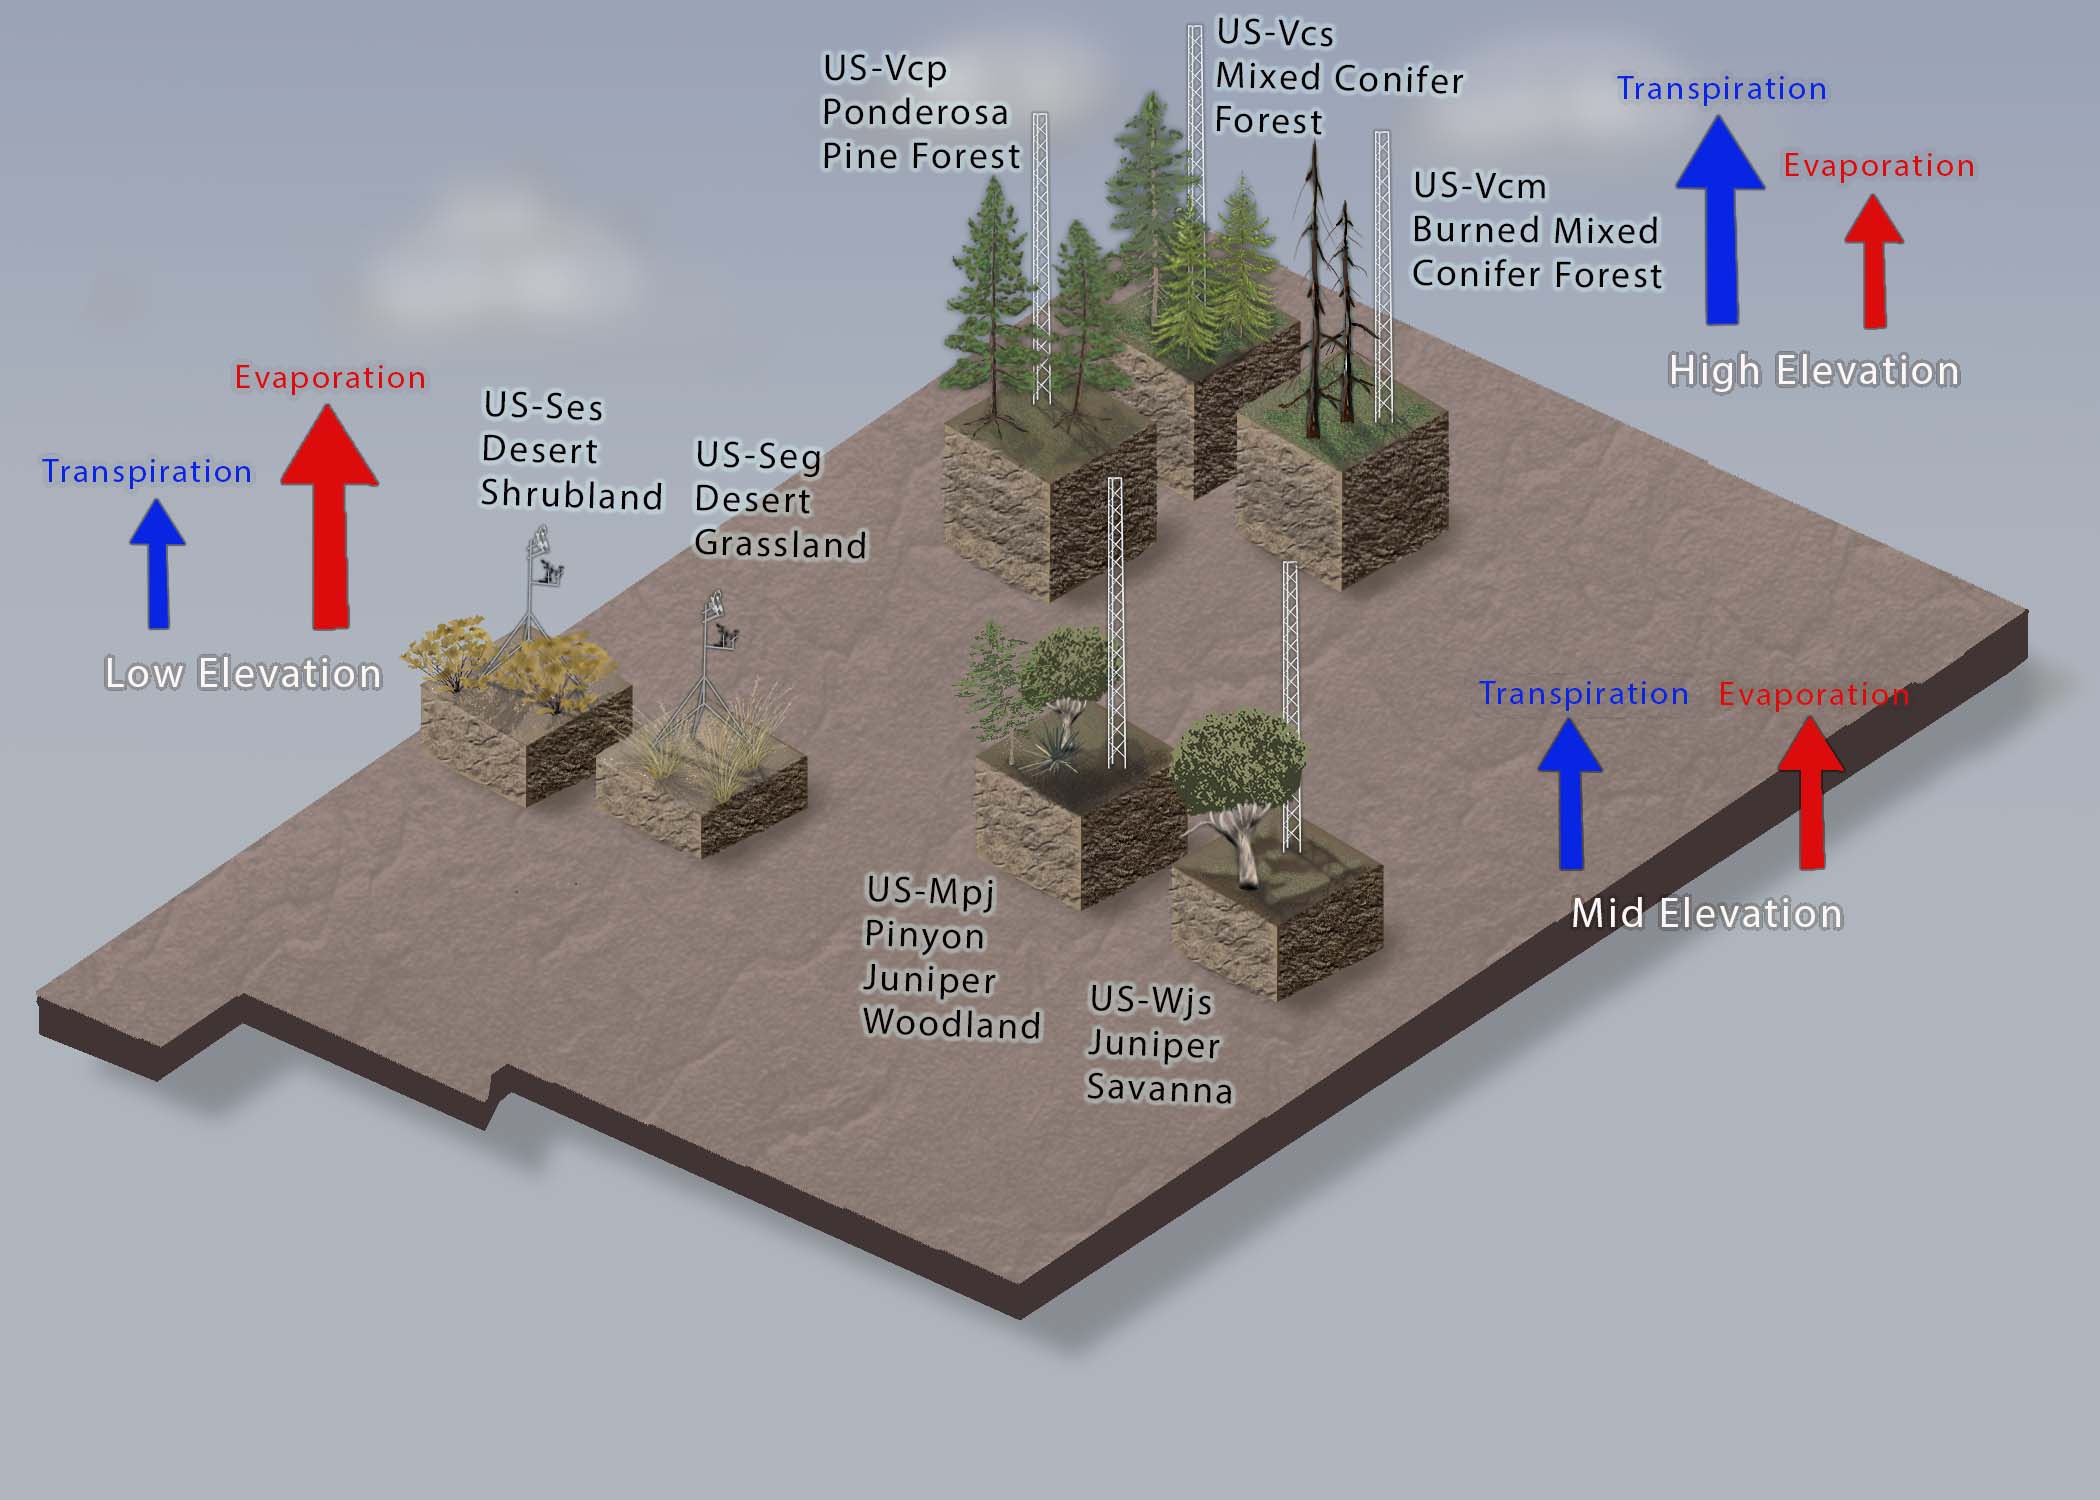 US-Vcp
Ponderosa
Pine Forest
US-Vcs
Mixed Conifer
Forest
US-Vcm
Burned Mixed
Conifer Forest
Transpiration
Evaporation
High Elevation
Evaporation
Transpiration
Low Elevation
US-Ses
Desert
Shrubland
US-Seg
Desert
Grassland
Transpiration
Evaporation
Mid Elevation
US-Mpj
Pinyon
Juniper
Woodland
US-Wjs
Juniper
Savanna